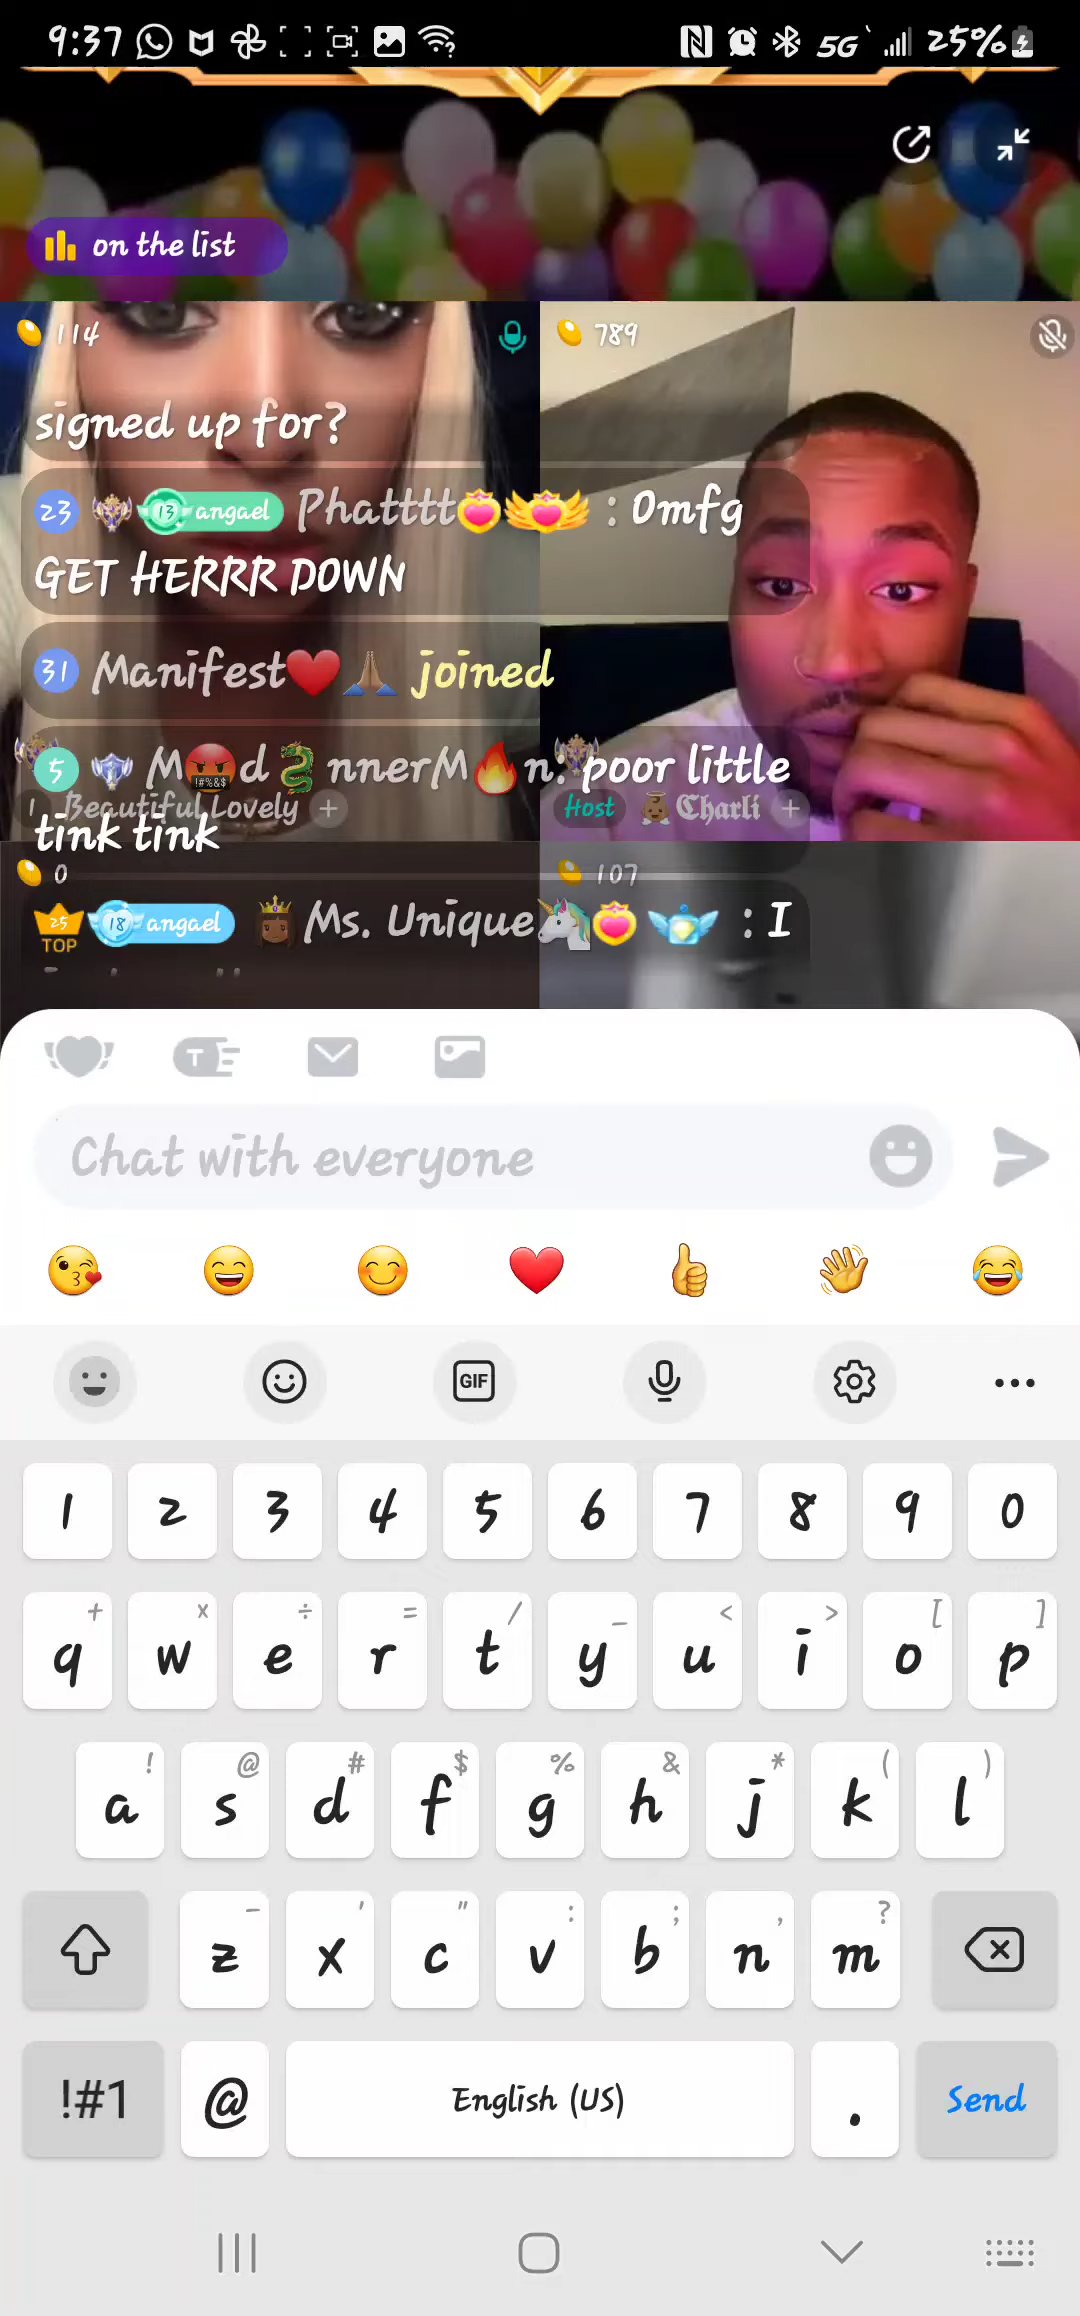 9:37 5G 25%
on the list
114 789
signed up for?
23 13 angael Phatttt : Omfg
GET HERRR DOWN
31 Manifest joined
5 M d nnerM n: poor little
1 Beautiful Lovely + Host Charli +
tink tink
0 107
25 TOP 18 angael Ms. Unique : I
T
Chat with everyone
GIF
1 2 3 4 5 6 7 8 9 0
+ × ÷ = / _ < > [ ]
q w e r t y u i o p
! @ # $ % & * ( )
a s d f g h j k l
- ' " : ; , ?
z x c v b n m
!#1 @ English (US) . Send